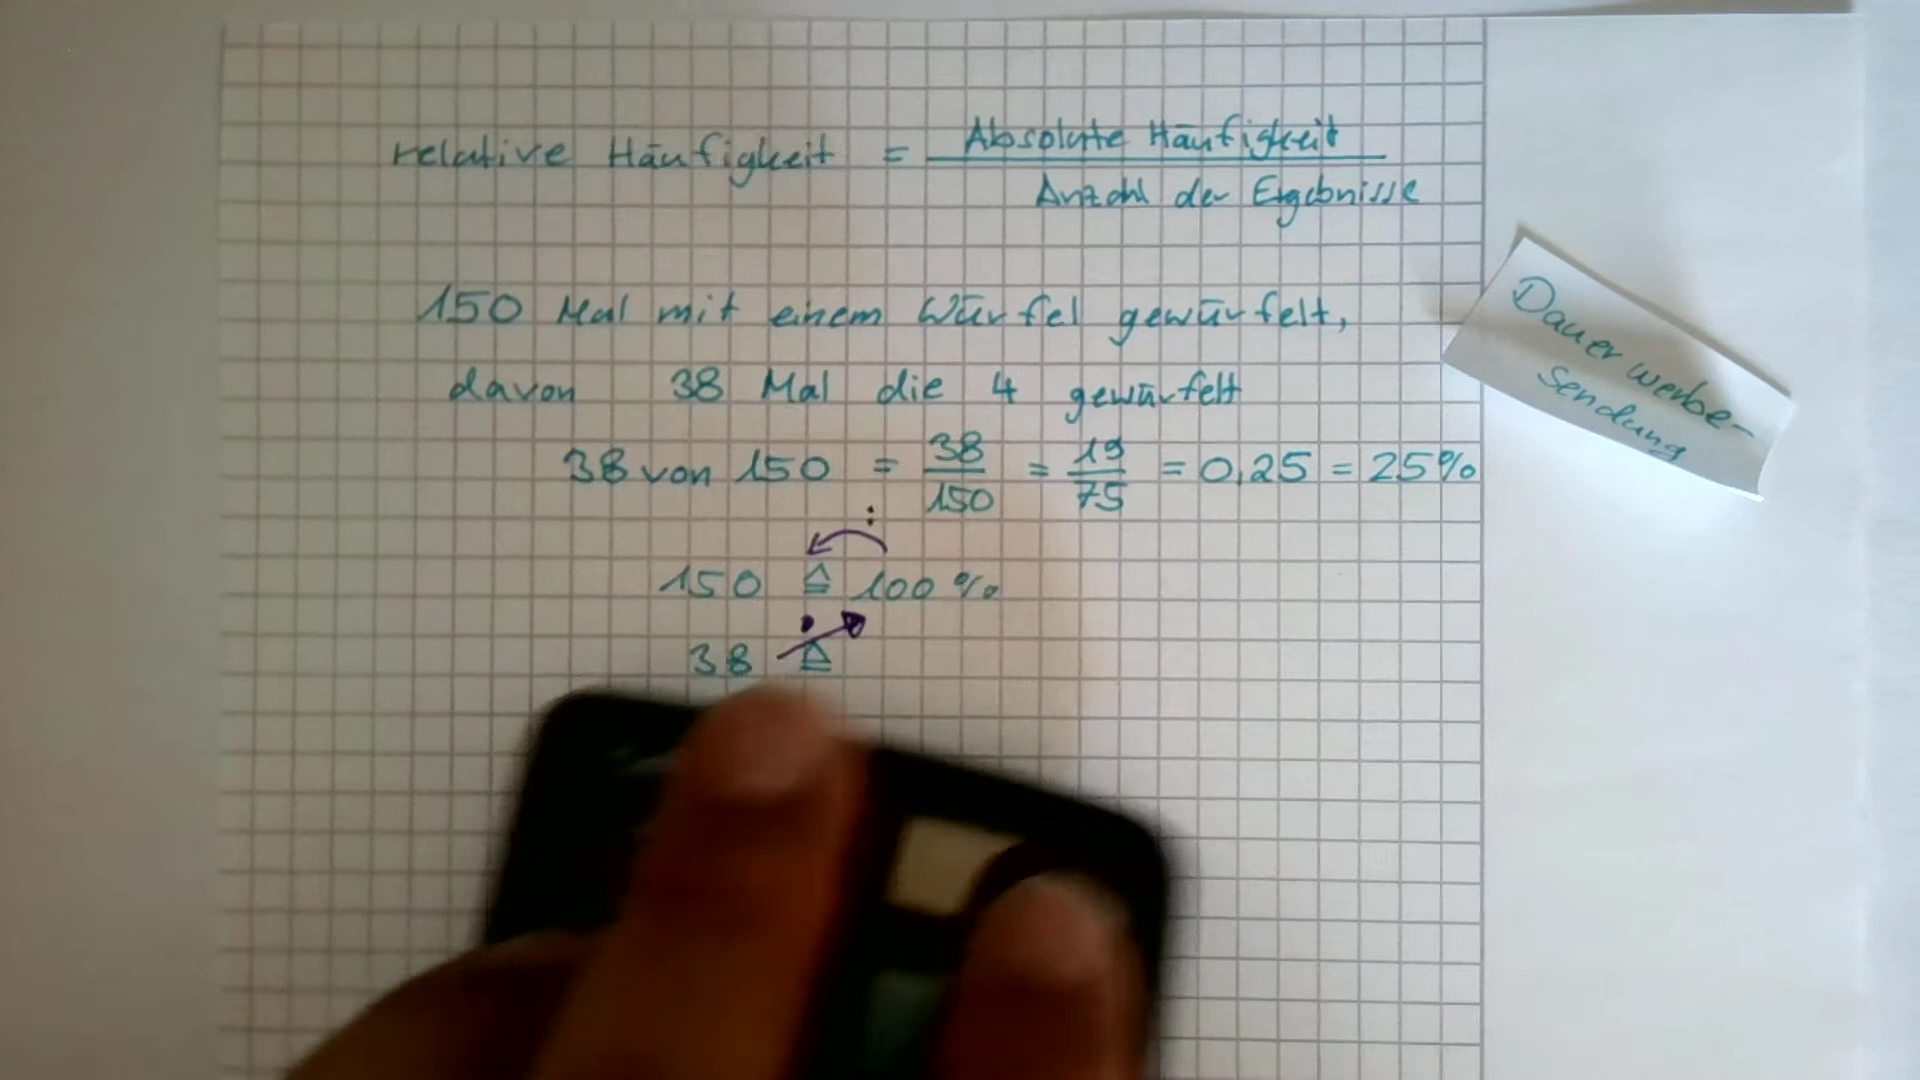 relative Häufigkeit = Absolute Häufigkeit / Anzahl der Ergebnisse
150 Mal mit einem Würfel gewürfelt,
davon 38 Mal die 4 gewürfelt
38 von 150 = 38/150 = 19/75 = 0,25 = 25%
:
150 ≙ 100 %
•
38 ≙
Dauerwerbe-
sendung